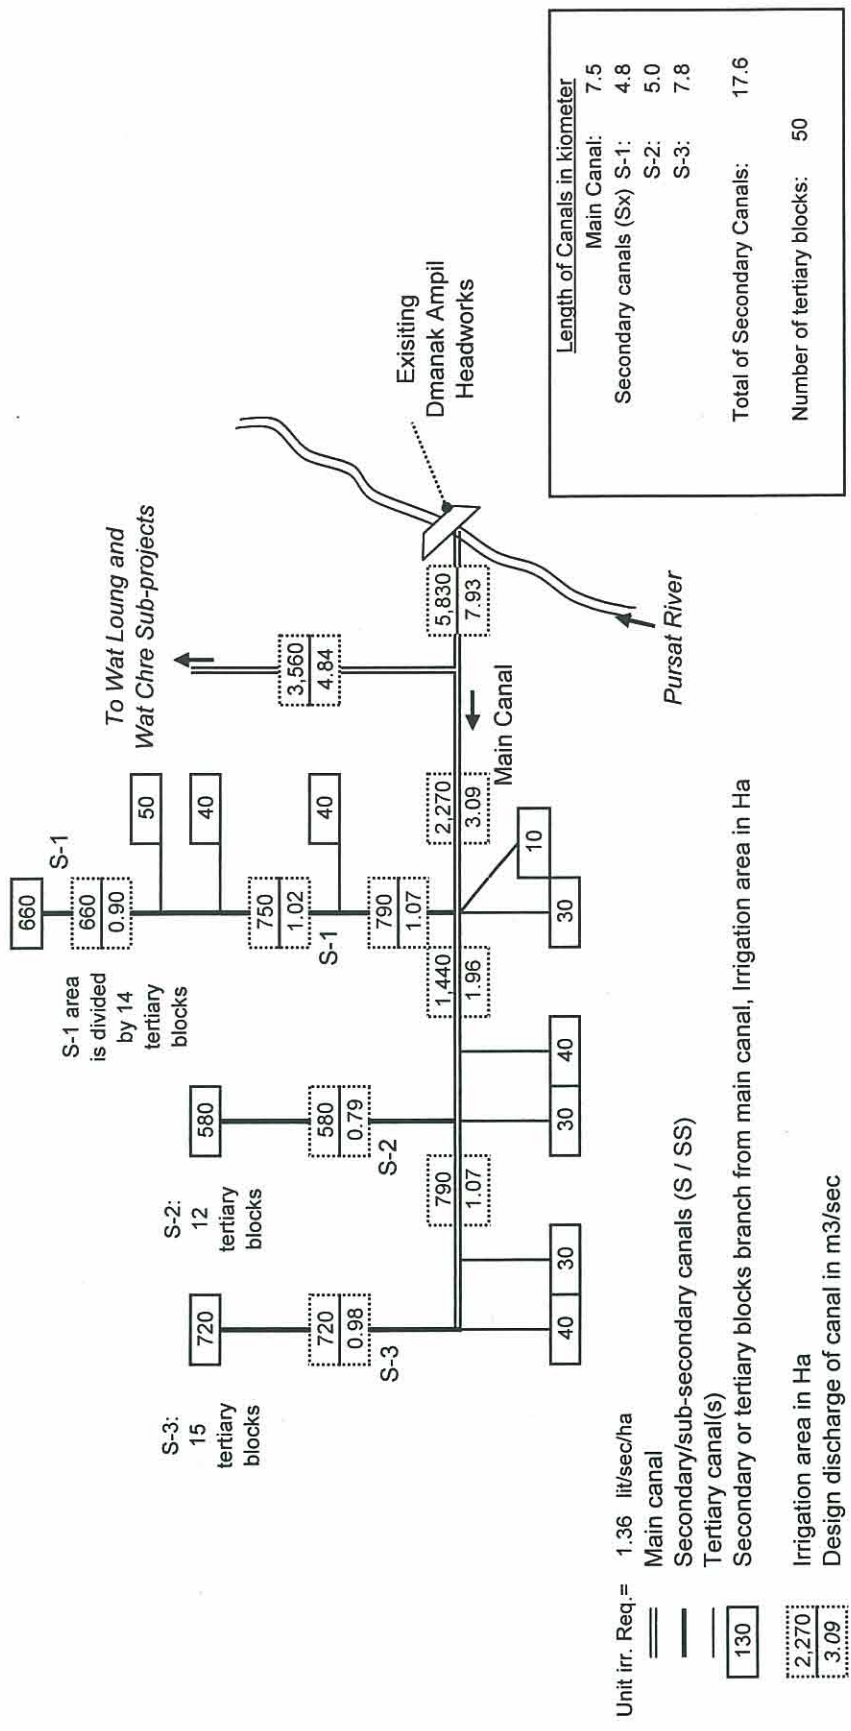 To Wat Loung and
Wat Chre Sub-projects
660
S-1
660
0.90
S-1 area
is divided
by 14
tertiary
blocks
50
40
750
1.02
S-1
40
790
1.07
3,560
4.84
Exisiting
Dmanak Ampil
Headworks
S-2:
12
tertiary
blocks
580
580
0.79
S-2
S-3:
15
tertiary
blocks
720
720
0.98
S-3
790
1.07
1,440
1.96
2,270
3.09
5,830
7.93
Main Canal
Pursat River
40
30
30
40
30
10
Unit irr. Req.= 1.36 lit/sec/ha
Main canal
Secondary/sub-secondary canals (S / SS)
Tertiary canal(s)
130 Secondary or tertiary blocks branch from main canal, Irrigation area in Ha
2,270 Irrigation area in Ha
3.09 Design discharge of canal in m3/sec
Length of Canals in kiometer
Main Canal: 7.5
Secondary canals (Sx) S-1: 4.8
S-2: 5.0
S-3: 7.8
Total of Secondary Canals: 17.6
Number of tertiary blocks: 50